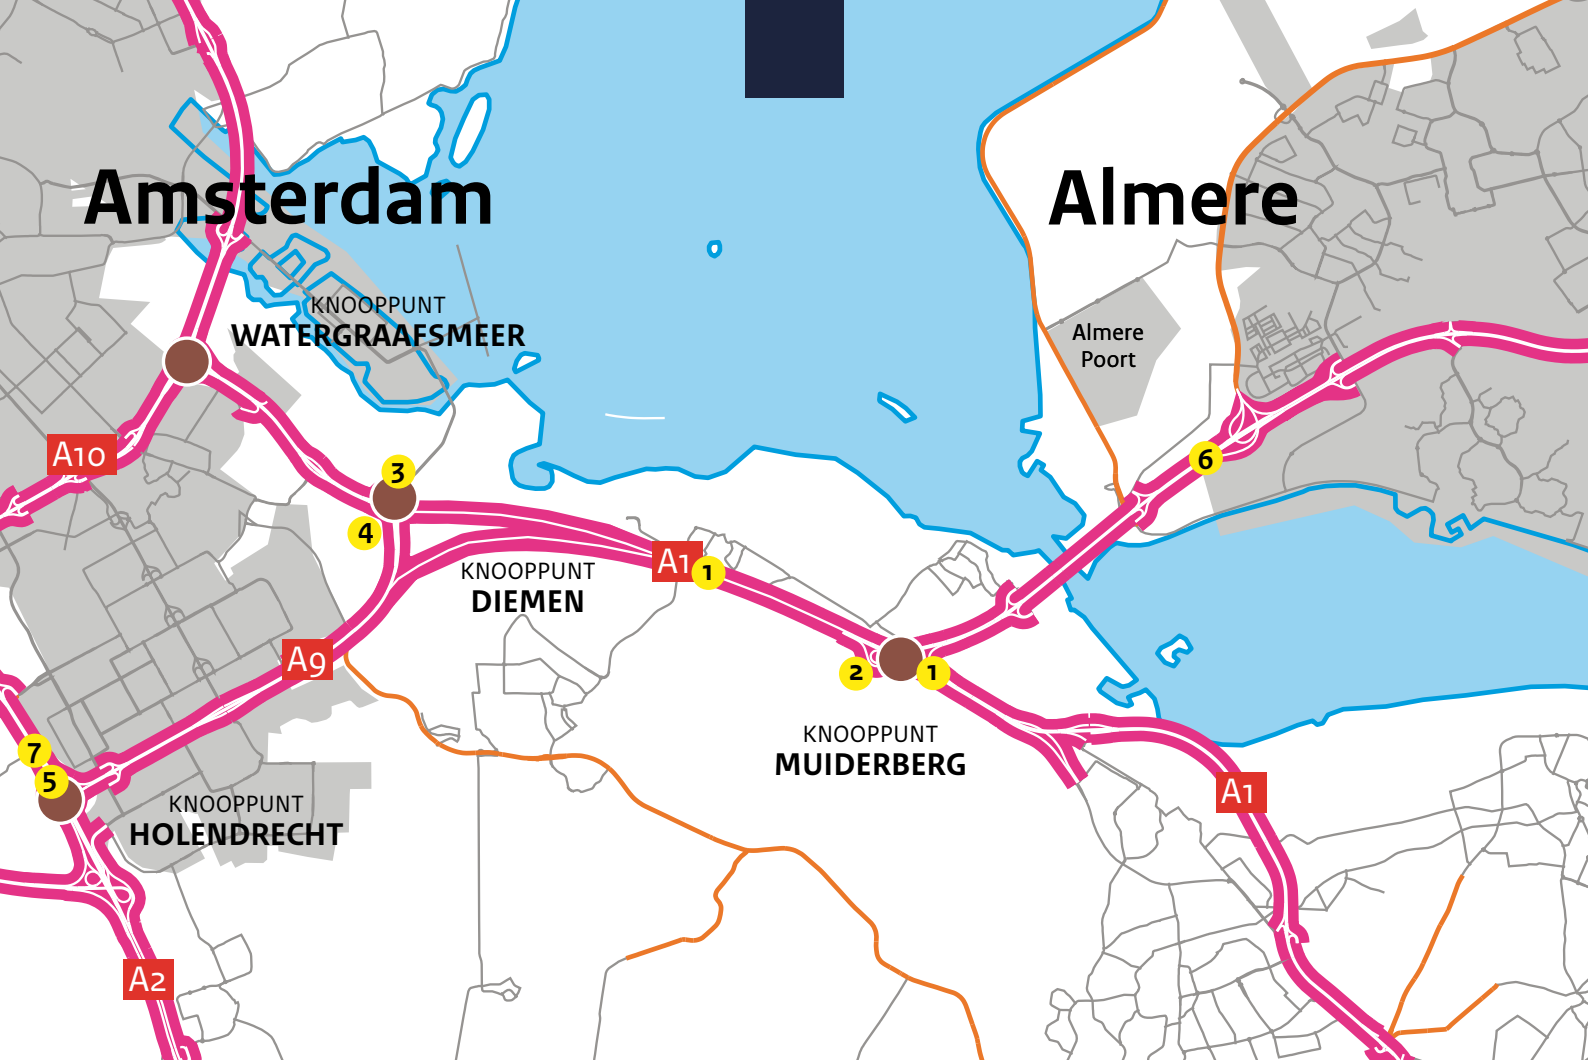 Amsterdam
Almere
KNOOPPUNT
WATERGRAAFSMEER
Almere
Poort
A10
3
6
4
A1
1
KNOOPPUNT
DIEMEN
A9
2
1
KNOOPPUNT
MUIDERBERG
7
5
A1
KNOOPPUNT
HOLENDRECHT
A2